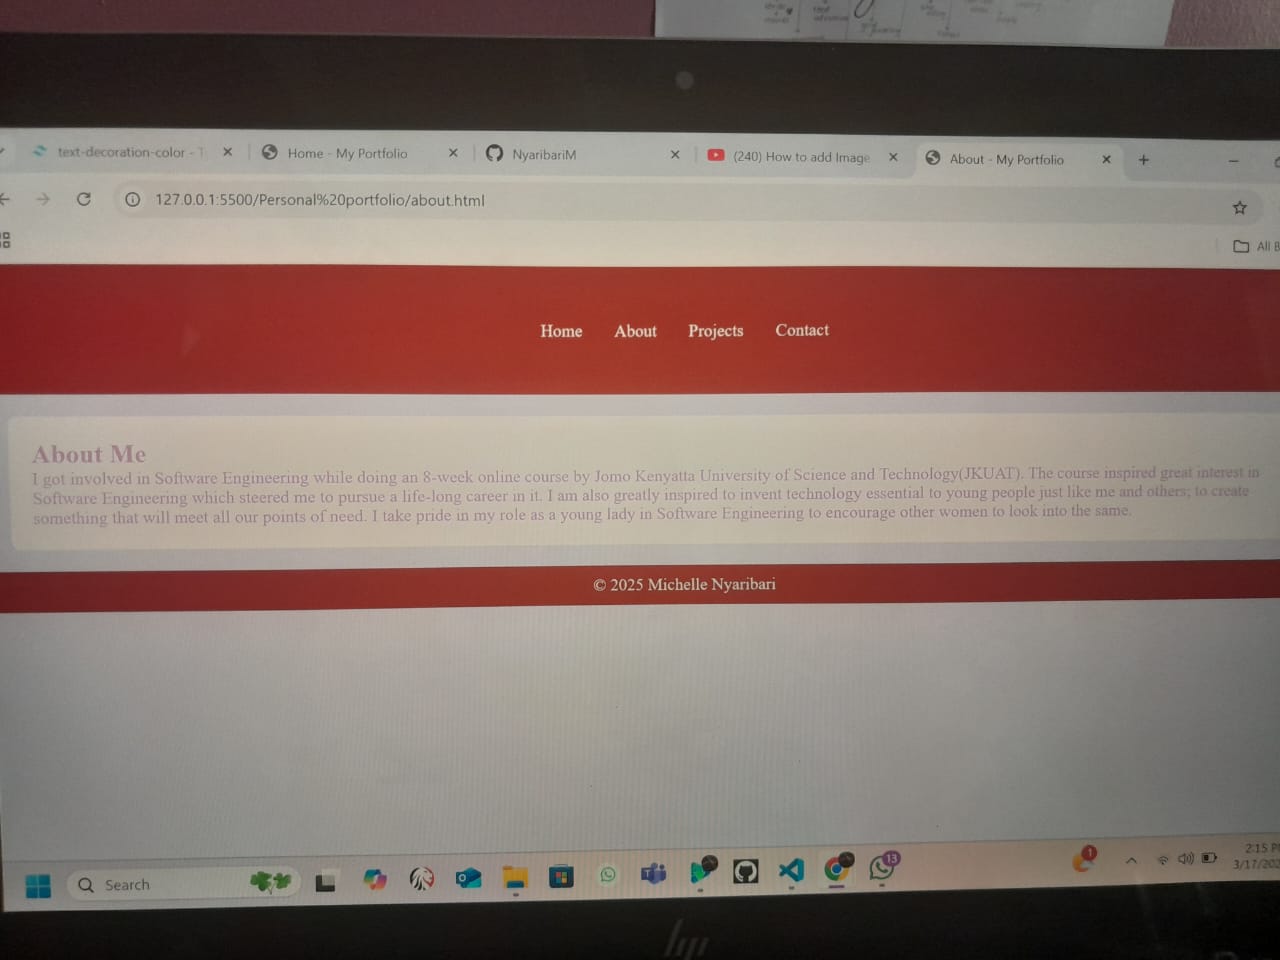 text-decoration-color - T
Home - My Portfolio
NyaribariM
(240) How to add Image
About - My Portfolio
127.0.0.1:5500/Personal%20portfolio/about.html
All B
Home About Projects Contact
About Me
I got involved in Software Engineering while doing an 8-week online course by Jomo Kenyatta University of Science and Technology(JKUAT). The course inspired great interest in
Software Engineering which steered me to pursue a life-long career in it. I am also greatly inspired to invent technology essential to young people just like me and others; to create
something that will meet all our points of need. I take pride in my role as a young lady in Software Engineering to encourage other women to look into the same.
© 2025 Michelle Nyaribari
Search
13
1
2:15 P
3/17/202
hp